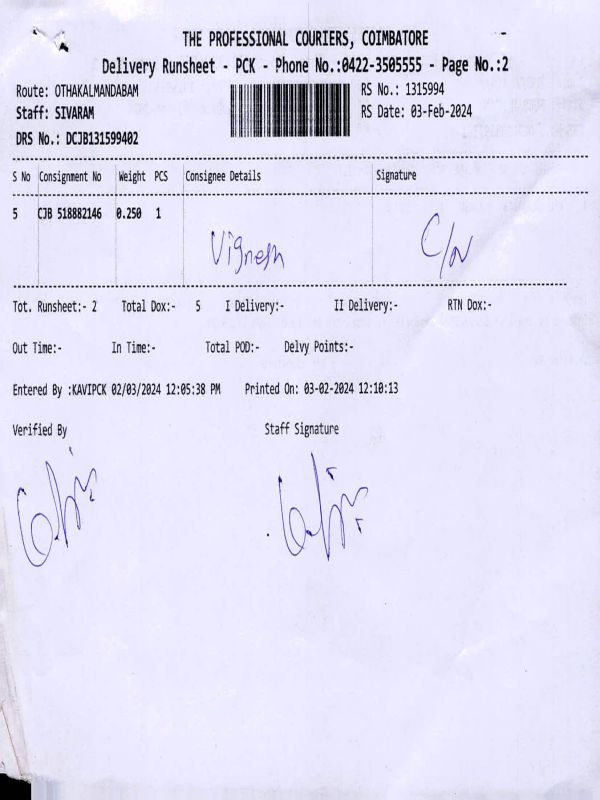 THE PROFESSIONAL COURIERS, COIMBATORE
Delivery Runsheet - PCK - Phone No.:0422-3505555 - Page No.:2
Route: OTHAKALMANDABAM
RS No.: 1315994
Staff: SIVARAM
RS Date: 03-Feb-2024
DRS No.: DCJB131599402
S No Consignment No Weight PCS Consignee Details Signature
5 CJB 518882146 0.250 1
Vignesh C/N
Tot. Runsheet:- 2 Total Dox:- 5 I Delivery:- II Delivery:- RTN Dox:-
Out Time:- In Time:- Total POD:- Delvy Points:-
Entered By :KAVIPCK 02/03/2024 12:05:38 PM Printed On: 03-02-2024 12:10:13
Verified By Staff Signature